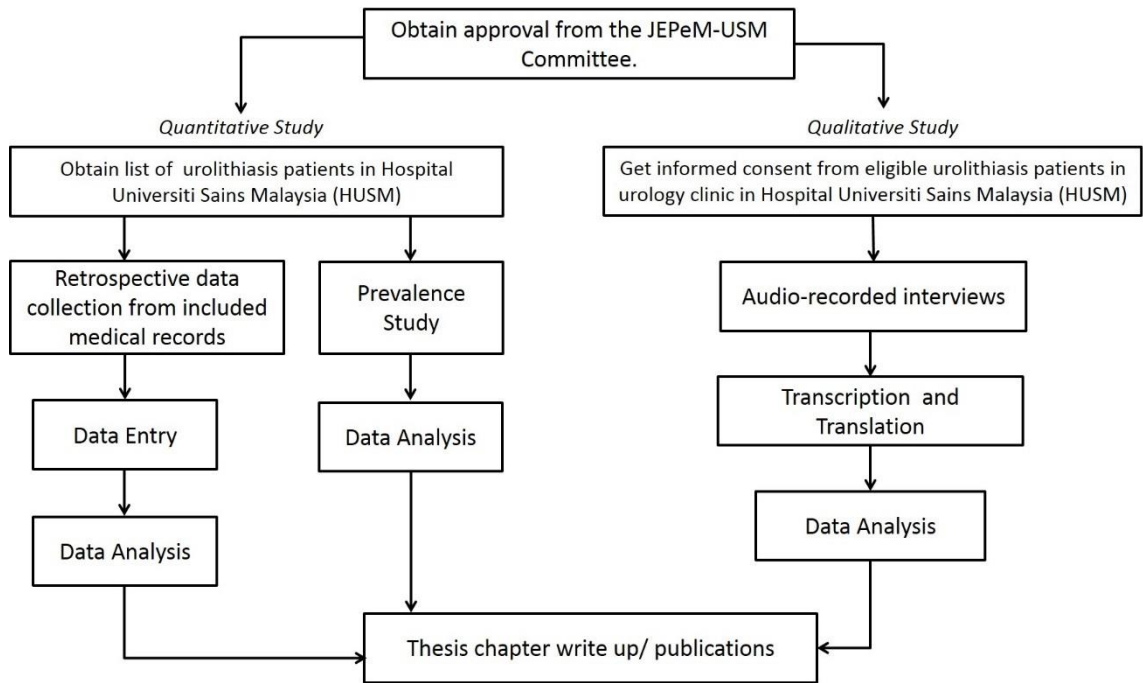 Obtain approval from the JEPeM-USM
Committee.
Quantitative Study
Qualitative Study
Obtain list of urolithiasis patients in Hospital
Universiti Sains Malaysia (HUSM)
Get informed consent from eligible urolithiasis patients in
urology clinic in Hospital Universiti Sains Malaysia (HUSM)
Retrospective data
collection from included
medical records
Prevalence
Study
Audio-recorded interviews
Data Entry
Data Analysis
Transcription and
Translation
Data Analysis
Data Analysis
Thesis chapter write up/ publications